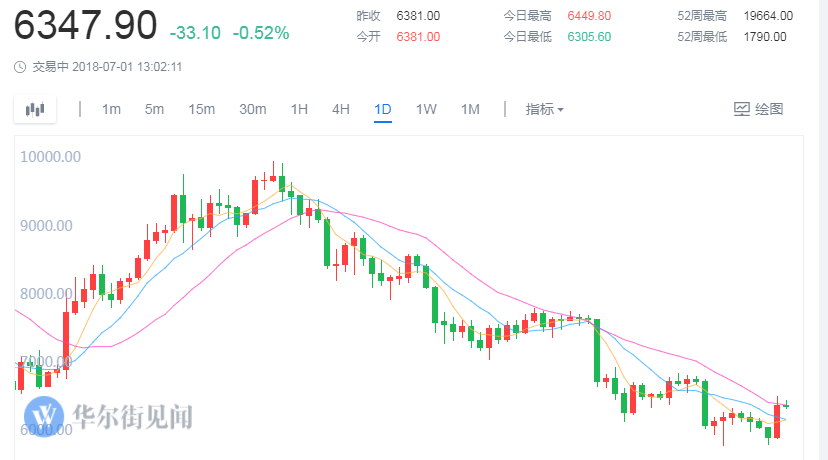 6347.90 -33.10 -0.52%
昨收 6381.00 今日最高 6449.80 52周最高 19664.00
今开 6381.00 今日最低 6305.60 52周最低 1790.00
交易中 2018-07-01 13:02:11
1m 5m 15m 30m 1H 4H 1D 1W 1M 指标 绘图
10000.00
9000.00
8000.00
7000.00
6000.00
华尔街见闻